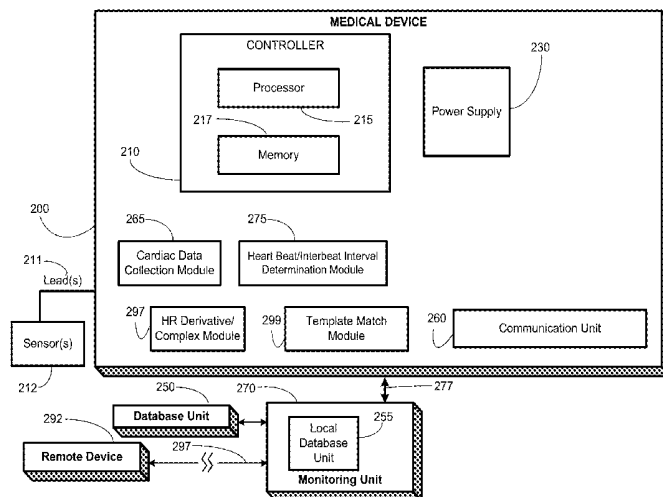 MEDICAL DEVICE
CONTROLLER
Processor
217
215
Memory
210
230
Power Supply
200
265
275
211
Cardiac Data
Collection Module
Heart Beat/Interbeat Interval
Determination Module
Lead(s)
297
HR Derivative/
Complex Module
299
Template Match
Module
260
Communication Unit
Sensor(s)
212
250
270
277
Database Unit
255
292
Local
Database
Unit
297
Remote Device
Monitoring Unit